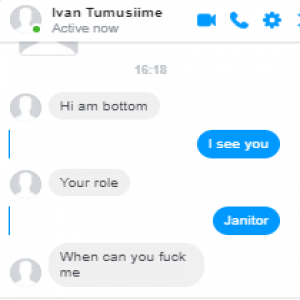 Ivan Tumusiime
Active now
16:18
Hi am bottom
I see you
Your role
Janitor
When can you fuck
me